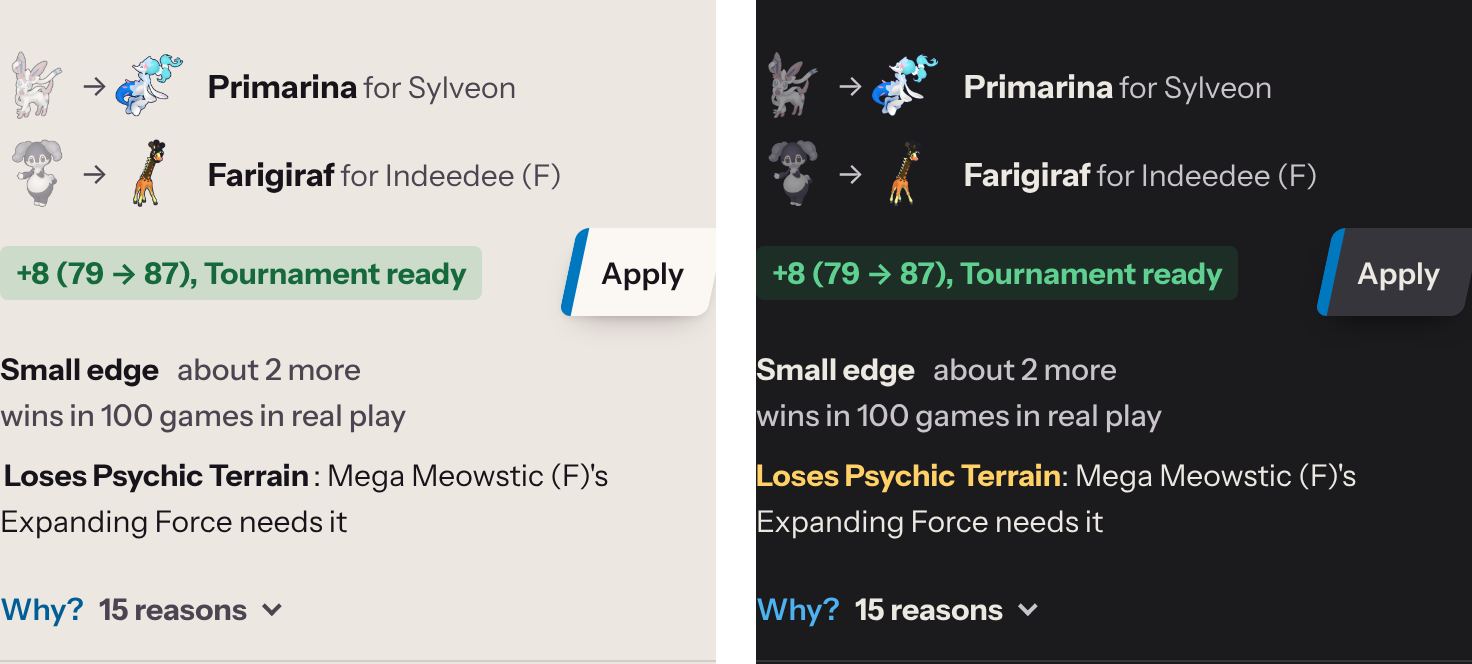 → Primarina for Sylveon
→ Farigiraf for Indeedee (F)
+8 (79 → 87), Tournament ready
Apply
Small edge about 2 more
wins in 100 games in real play
Loses Psychic Terrain : Mega Meowstic (F)'s
Expanding Force needs it
Why? 15 reasons
→ Primarina for Sylveon
→ Farigiraf for Indeedee (F)
+8 (79 → 87), Tournament ready
Apply
Small edge about 2 more
wins in 100 games in real play
Loses Psychic Terrain: Mega Meowstic (F)'s
Expanding Force needs it
Why? 15 reasons